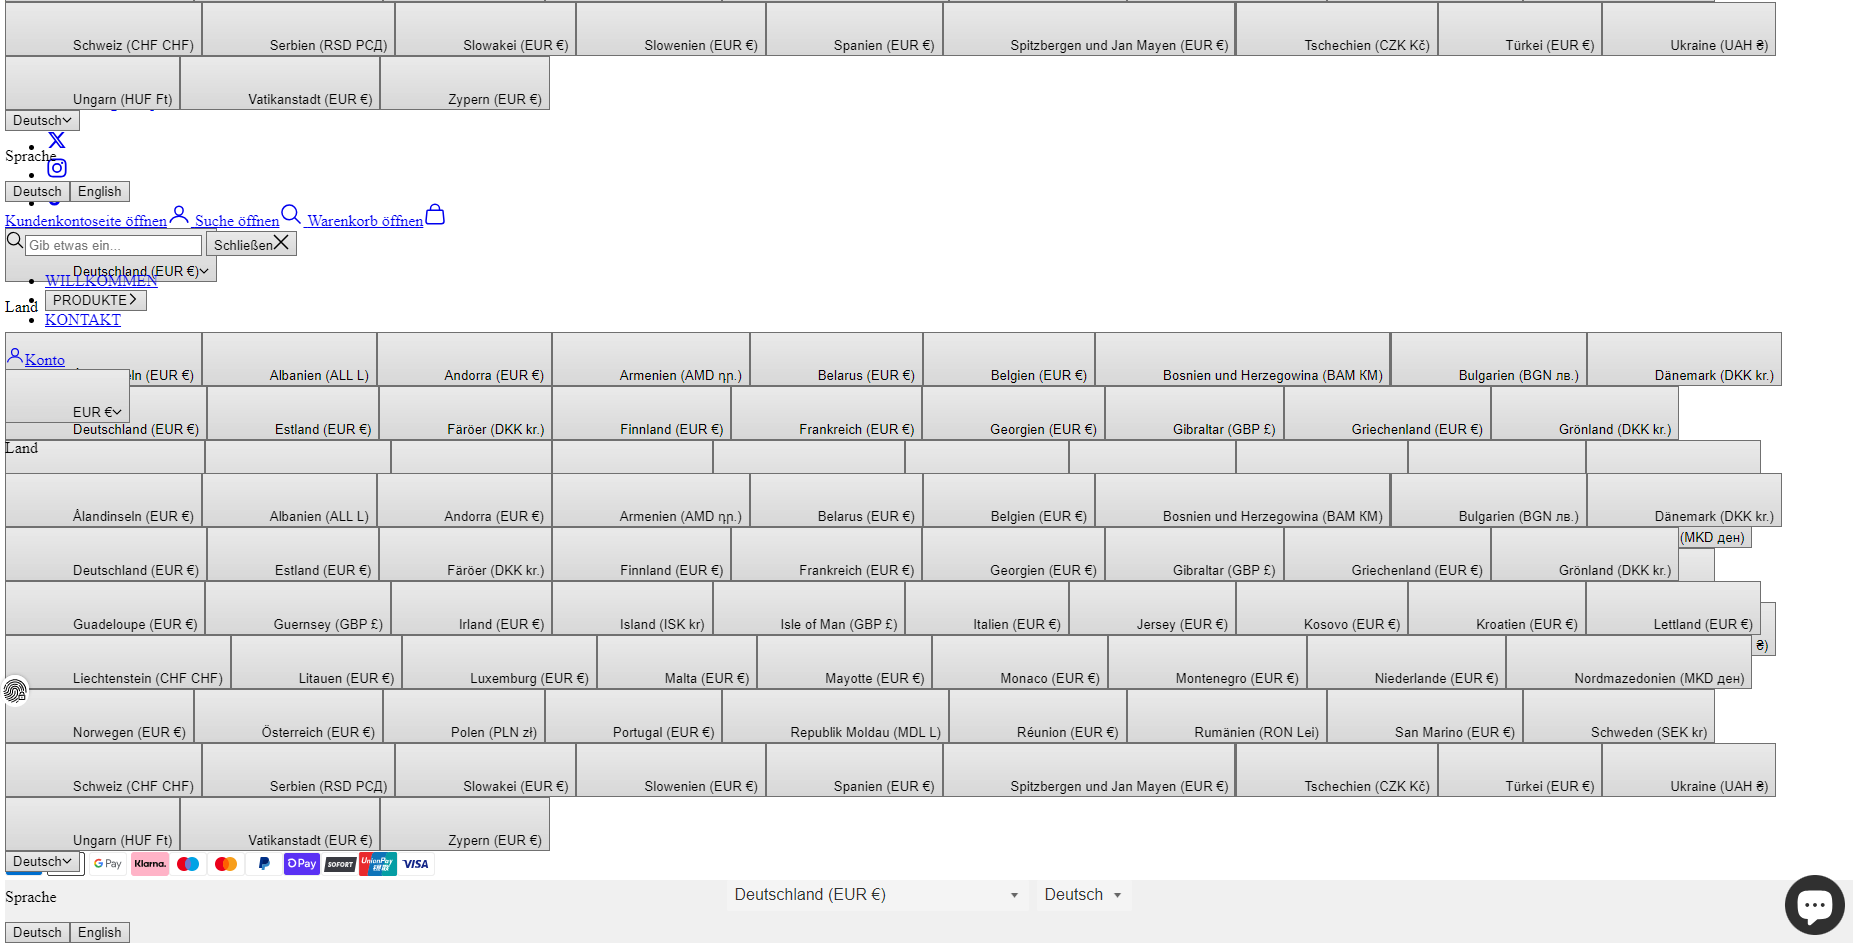 Schweiz (CHF CHF) Serbien (RSD РСД) Slowakei (EUR €) Slowenien (EUR €) Spanien (EUR €) Spitzbergen und Jan Mayen (EUR €) Tschechien (CZK Kč) Türkei (EUR €) Ukraine (UAH ₴)
Ungarn (HUF Ft) Vatikanstadt (EUR €) Zypern (EUR €)
Deutsch
Sprache
Deutsch English
Kundenkontoseite öffnen Suche öffnen Warenkorb öffnen
Gib etwas ein... Schließen
Deutschland (EUR €)
WILLKOMMEN
PRODUKTE
Land
KONTAKT
Konto
(EUR €) Albanien (ALL L) Andorra (EUR €) Armenien (AMD դր.) Belarus (EUR €) Belgien (EUR €) Bosnien und Herzegowina (BAM КМ) Bulgarien (BGN лв.) Dänemark (DKK kr.)
EUR €
Deutschland (EUR €) Estland (EUR €) Färöer (DKK kr.) Finnland (EUR €) Frankreich (EUR €) Georgien (EUR €) Gibraltar (GBP £) Griechenland (EUR €) Grönland (DKK kr.)
Land
Ålandinseln (EUR €) Albanien (ALL L) Andorra (EUR €) Armenien (AMD դր.) Belarus (EUR €) Belgien (EUR €) Bosnien und Herzegowina (BAM КМ) Bulgarien (BGN лв.) Dänemark (DKK kr.)
(MKD ден)
Deutschland (EUR €) Estland (EUR €) Färöer (DKK kr.) Finnland (EUR €) Frankreich (EUR €) Georgien (EUR €) Gibraltar (GBP £) Griechenland (EUR €) Grönland (DKK kr.)
Guadeloupe (EUR €) Guernsey (GBP £) Irland (EUR €) Island (ISK kr) Isle of Man (GBP £) Italien (EUR €) Jersey (EUR €) Kosovo (EUR €) Kroatien (EUR €) Lettland (EUR €)
₴)
Liechtenstein (CHF CHF) Litauen (EUR €) Luxemburg (EUR €) Malta (EUR €) Mayotte (EUR €) Monaco (EUR €) Montenegro (EUR €) Niederlande (EUR €) Nordmazedonien (MKD ден)
Norwegen (EUR €) Österreich (EUR €) Polen (PLN zł) Portugal (EUR €) Republik Moldau (MDL L) Réunion (EUR €) Rumänien (RON Lei) San Marino (EUR €) Schweden (SEK kr)
Schweiz (CHF CHF) Serbien (RSD РСД) Slowakei (EUR €) Slowenien (EUR €) Spanien (EUR €) Spitzbergen und Jan Mayen (EUR €) Tschechien (CZK Kč) Türkei (EUR €) Ukraine (UAH ₴)
Ungarn (HUF Ft) Vatikanstadt (EUR €) Zypern (EUR €)
Deutsch
G Pay Klarna. Pay SOFORT UnionPay 银联 VISA
Sprache
Deutschland (EUR €) Deutsch
Deutsch English